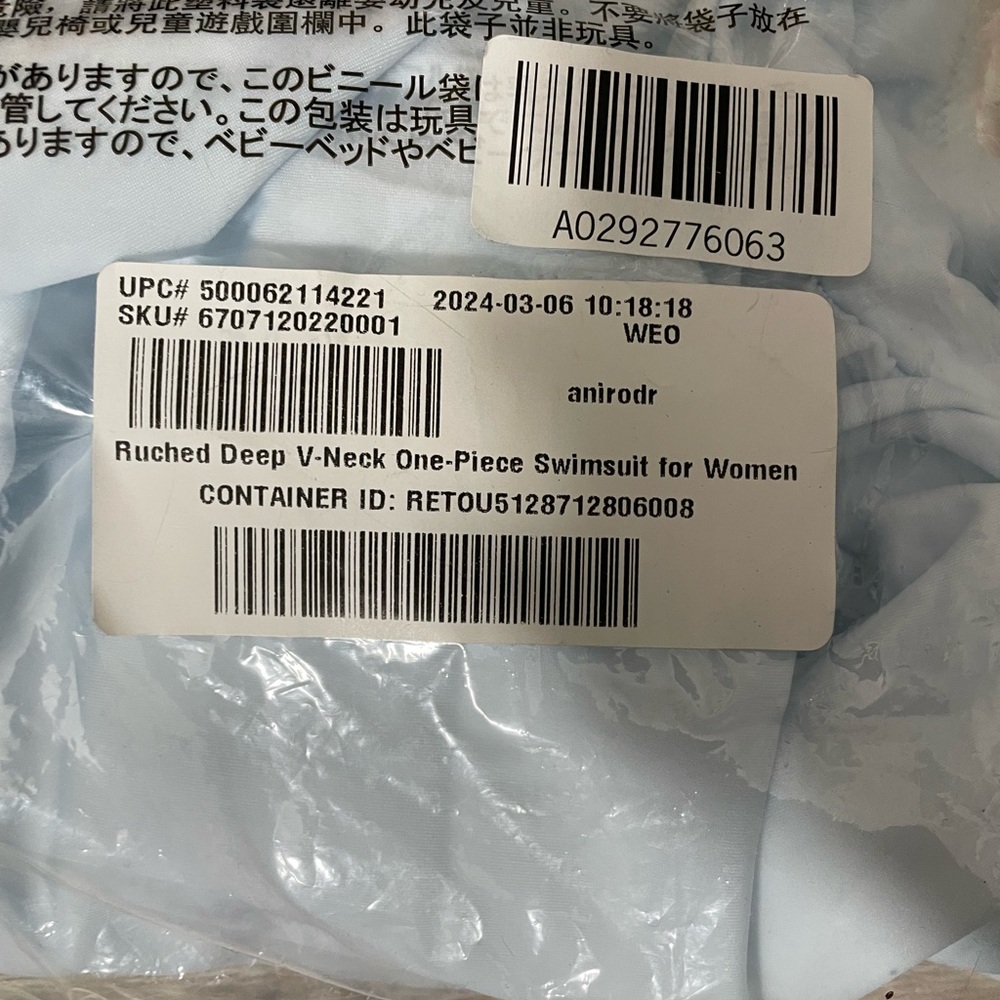 險，請將此塑料袋遠離嬰幼兒及兒童。不要將袋子放在
嬰兒椅或兒童遊戲圍欄中。此袋子並非玩具。
がありますので、このビニール袋は
管してください。この包装は玩具
ありますので、ベビーベッドやベビー
A0292776063
UPC# 500062114221 2024-03-06 10:18:18
SKU# 6707120220001 WEO
anirodr
Ruched Deep V-Neck One-Piece Swimsuit for Women
CONTAINER ID: RETOU5128712806008